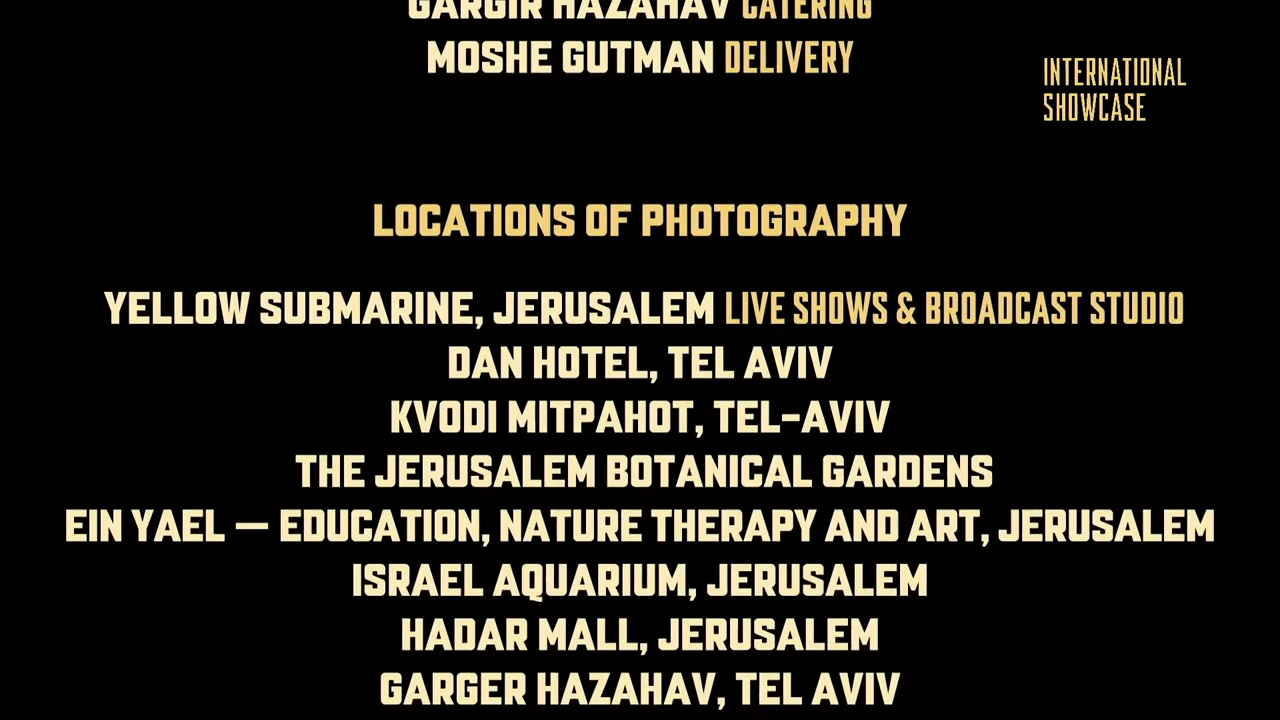 GARGIR HAZAHAV CATERING
MOSHE GUTMAN DELIVERY
INTERNATIONAL
SHOWCASE
LOCATIONS OF PHOTOGRAPHY
YELLOW SUBMARINE, JERUSALEM LIVE SHOWS & BROADCAST STUDIO
DAN HOTEL, TEL AVIV
KVODI MITPAHOT, TEL-AVIV
THE JERUSALEM BOTANICAL GARDENS
EIN YAEL — EDUCATION, NATURE THERAPY AND ART, JERUSALEM
ISRAEL AQUARIUM, JERUSALEM
HADAR MALL, JERUSALEM
GARGER HAZAHAV, TEL AVIV